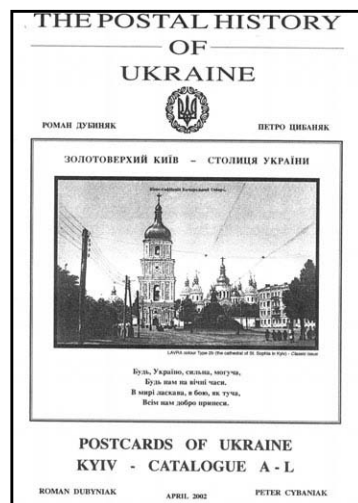 THE POSTAL HISTORY
OF
UKRAINE
РОМАН ДУБИНЯК
ПЕТРО ЦИБАНЯК
ЗОЛОТОВЕРХИЙ КИЇВ – СТОЛИЦЯ УКРАЇНИ
LAVRA colour Type 2b (the cathedral of St. Sophia in Kyiv) - Classic issue
Будь, Україно, сильна, могуча,
Будь нам на вічні часи.
В мирі ласкава, в бою, як туча,
Всім нам добро принеси.
POSTCARDS OF UKRAINE
KYIV - CATALOGUE A - L
ROMAN DUBYNIAK
APRIL 2002
PETER CYBANIAK